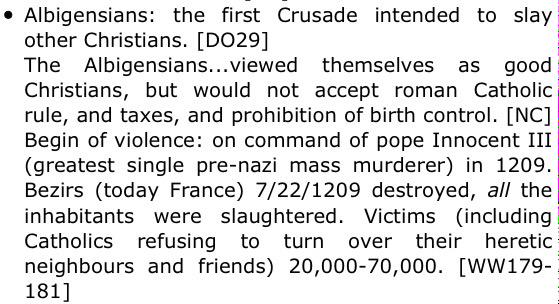 • Albigensians: the first Crusade intended to slay
other Christians. [DO29]
The Albigensians...viewed themselves as good
Christians, but would not accept roman Catholic
rule, and taxes, and prohibition of birth control. [NC]
Begin of violence: on command of pope Innocent III
(greatest single pre-nazi mass murderer) in 1209.
Bezirs (today France) 7/22/1209 destroyed, all the
inhabitants were slaughtered. Victims (including
Catholics refusing to turn over their heretic
neighbours and friends) 20,000-70,000. [WW179-
181]